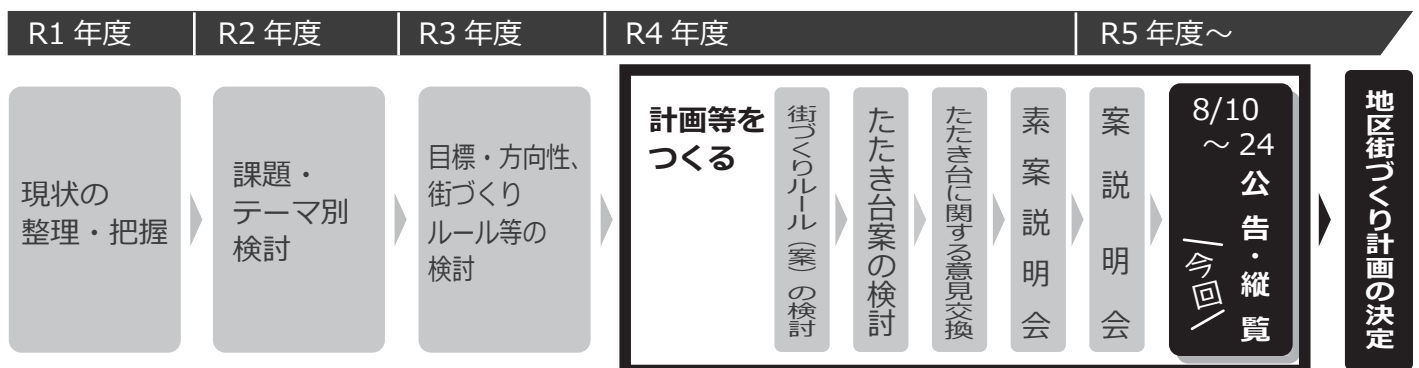 R1 年度
R2 年度
R3 年度
R4 年度
R5 年度～
現状の
整理・把握
課題・
テーマ別
検討
目標・方向性、
街づくり
ルール等の
検討
計画等を
つくる
街づくりルール（案）の検討
たたき台案の検討
たたき台に関する意見交換
素案説明会
案説明会
8/10
～ 24
公告・縦覧
今回
地区街づくり計画の決定